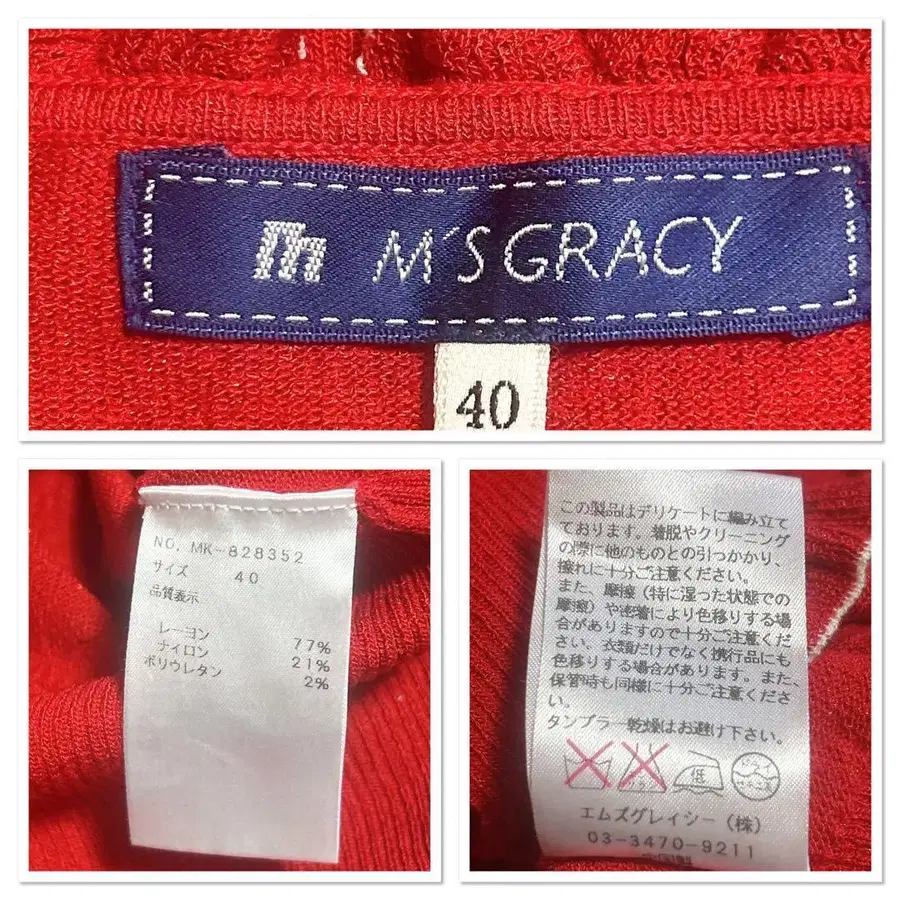 m M'S GRACY
40
NO. MK-828352
サイズ 40
品質表示
レーヨン 77%
ナイロン 21%
ポリウレタン 2%
この製品はデリケートに編み立て
ております。着脱やクリーニング
の際に他のものとの引っかかり、
擦れに十分ご注意ください。
また、摩擦（特に湿った状態での
摩擦）や密着により色移りする場
合がありますので十分ご注意くださ
い。衣類だけでなく携行品にも
色移りする場合があります。また、
保管時も同様に十分ご注意くださ
い。
タンブラー乾燥はお避け下さい。
低 ドライ
エムズグレイシー（株）
03-3470-9211